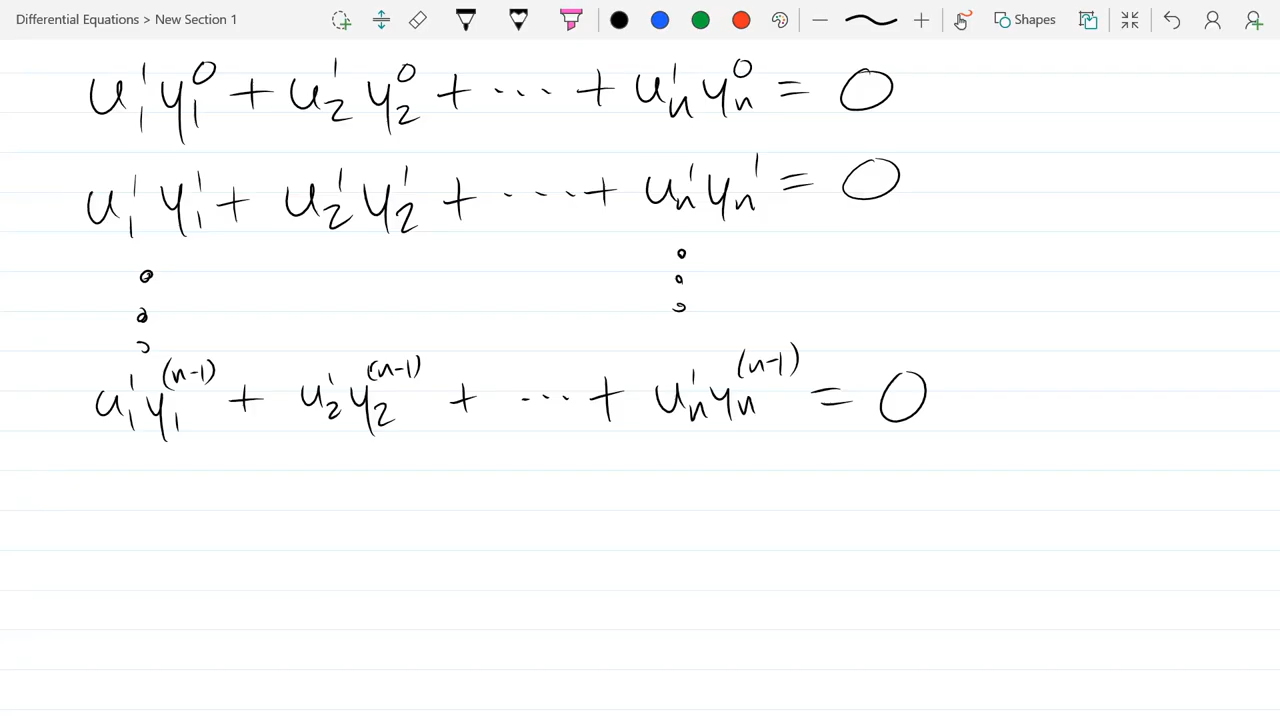 Differential Equations > New Section 1
Shapes
u₁′y₁⁰ + u₂′y₂⁰ + ⋯ + uₙ′yₙ⁰ = 0
u₁′y₁′ + u₂′y₂′ + ⋯ + uₙ′yₙ′ = 0
⋮ ⋮
u₁′y₁⁽ⁿ⁻¹⁾ + u₂′y₂⁽ⁿ⁻¹⁾ + ⋯ + uₙ′yₙ⁽ⁿ⁻¹⁾ = 0